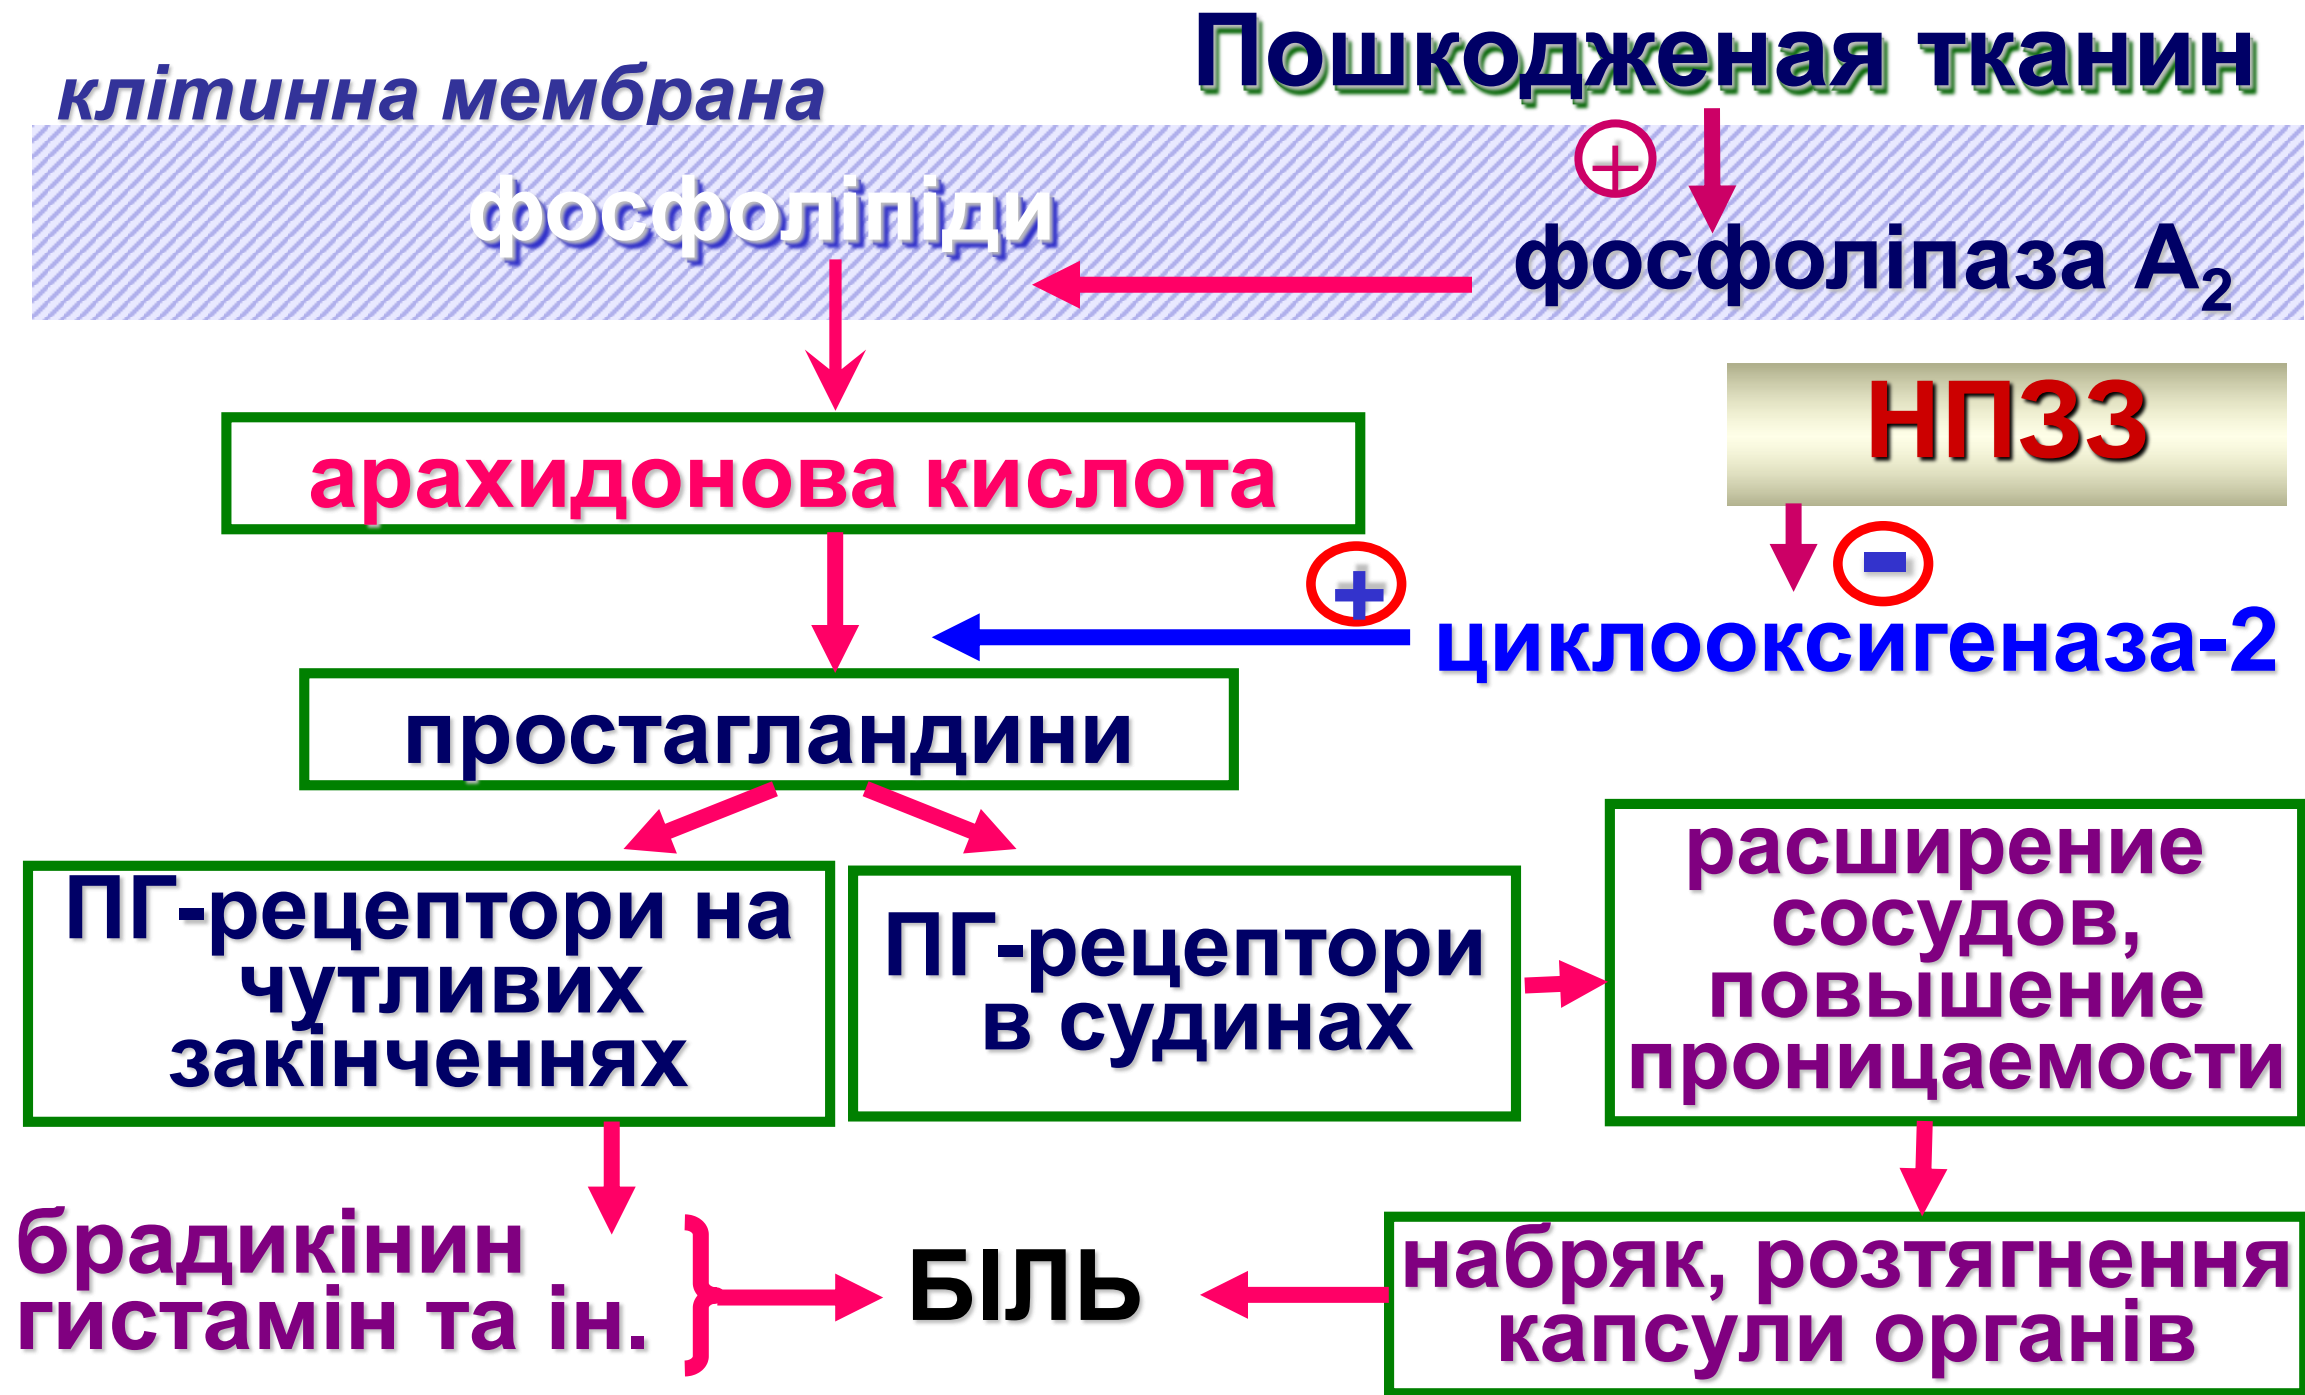 Пошкодженая тканин
клітинна мембрана
+
фосфоліпіди
фосфоліпаза А2
НПЗЗ
арахидонова кислота
-
+
циклооксигеназа-2
простагландини
ПГ-рецептори на
чутливих
закінченнях
ПГ-рецептори
в судинах
расширение
сосудов,
повышение
проницаемости
брадикінин
гистамін та ін.
БІЛЬ
набряк, розтягнення
капсули органів